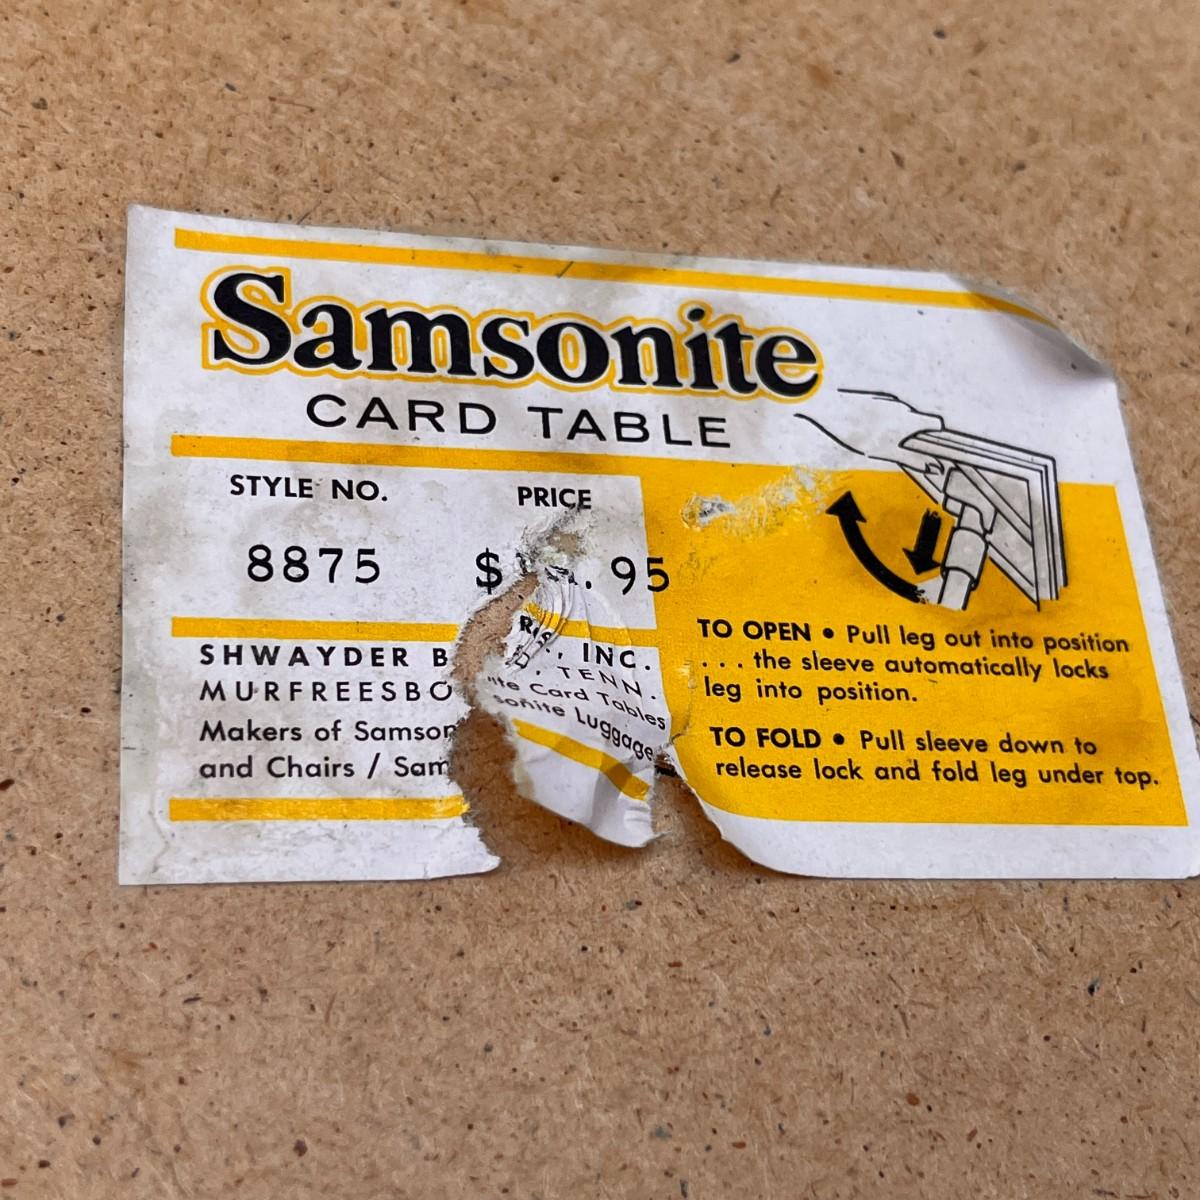 Samsonite
CARD TABLE
STYLE NO. PRICE
8875 $ .95
SHWAYDER B , INC.
MURFREESBO , TENN.
Makers of Samson ite Card Tables
and Chairs / Sam sonite Luggage
TO OPEN • Pull leg out into position
. . . the sleeve automatically locks
leg into position.
TO FOLD • Pull sleeve down to
release lock and fold leg under top.